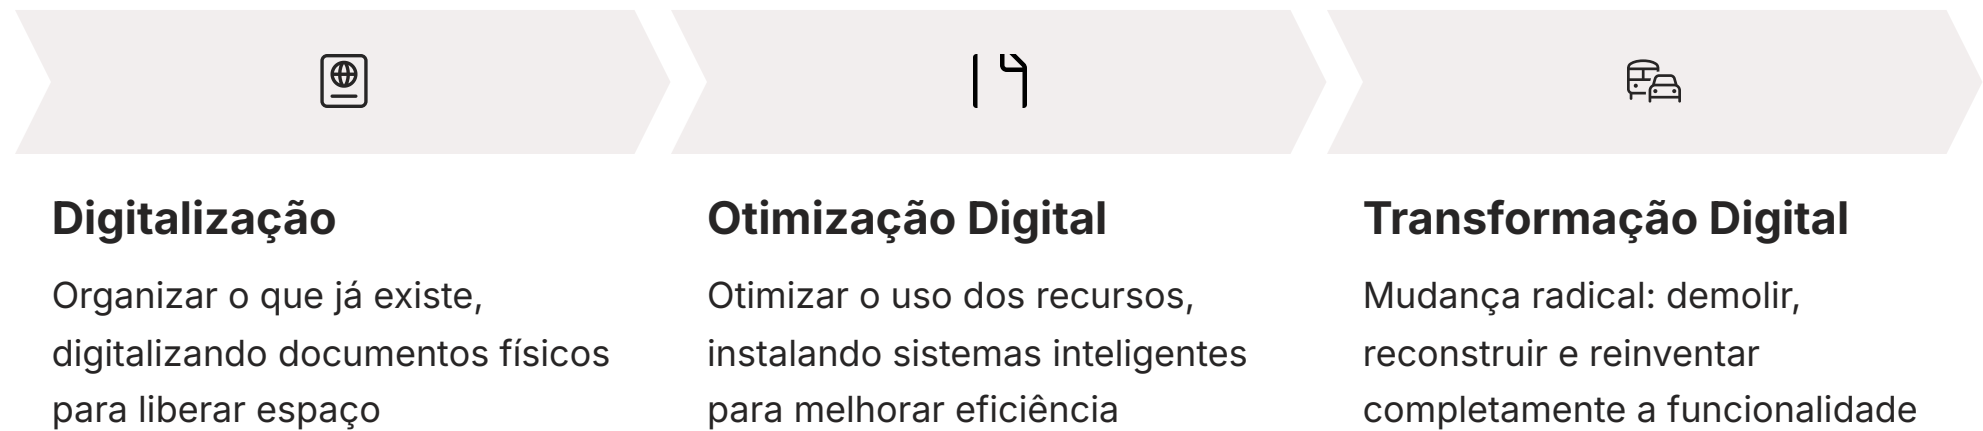 Digitalização
Organizar o que já existe,
digitalizando documentos físicos
para liberar espaço
Otimização Digital
Otimizar o uso dos recursos,
instalando sistemas inteligentes
para melhorar eficiência
Transformação Digital
Mudança radical: demolir,
reconstruir e reinventar
completamente a funcionalidade